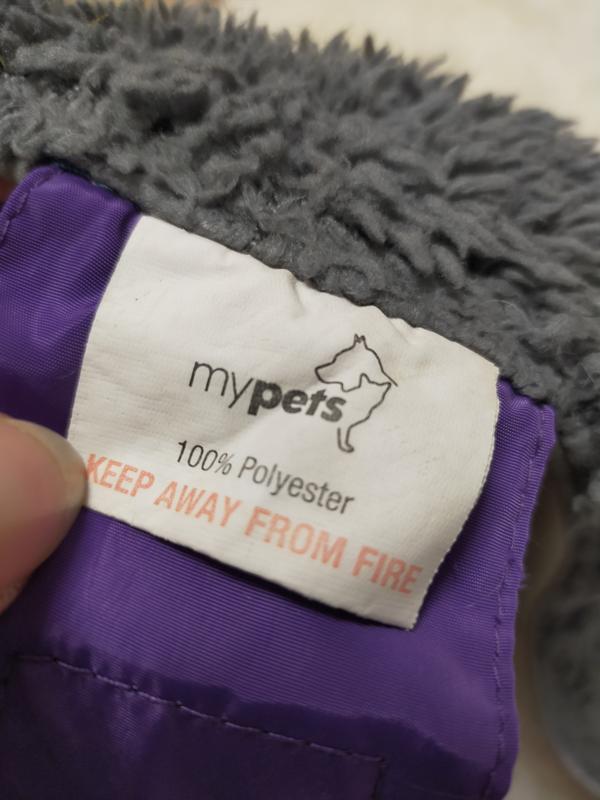 mypets
100% Polyester
KEEP AWAY FROM FIRE